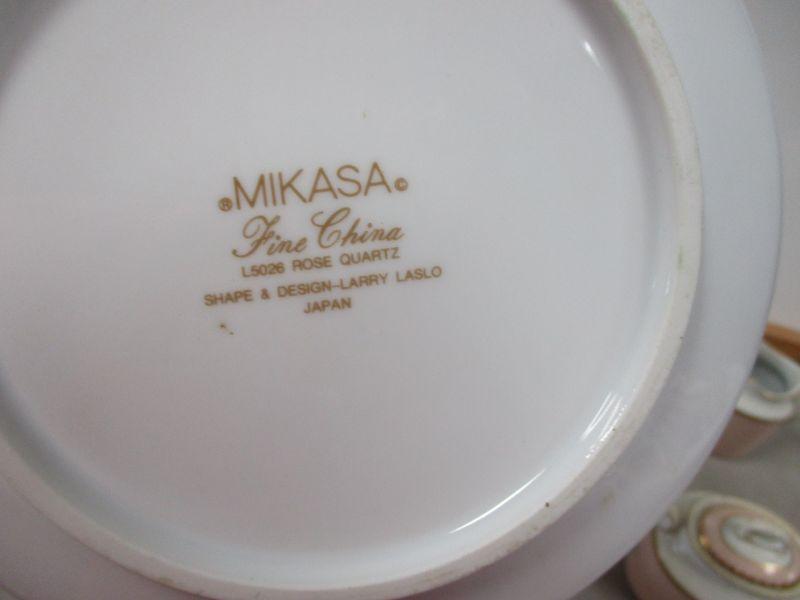 ®MIKASA©
Fine China
L5026 ROSE QUARTZ
SHAPE & DESIGN-LARRY LASLO
JAPAN